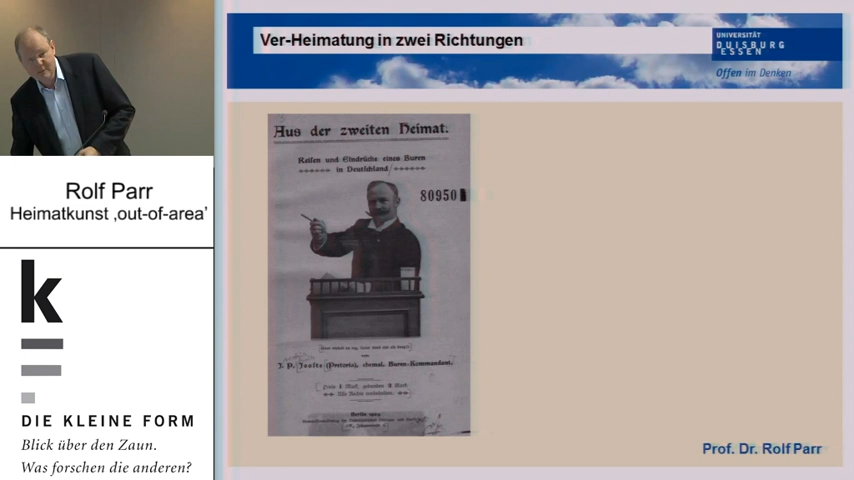 Ver-Heimatung in zwei Richtungen
UNIVERSITÄT
DUISBURG
ESSEN
Offen im Denken
Aus der zweiten Heimat.
Reisen und Eindrücke eines Buren
in Deutschland
80950
J. P. Jooste (Pretoria), ehemal. Buren-Kommandant.
Prof. Dr. Rolf Parr
Rolf Parr
Heimatkunst ‚out-of-area’
k
DIE KLEINE FORM
Blick über den Zaun.
Was forschen die anderen?